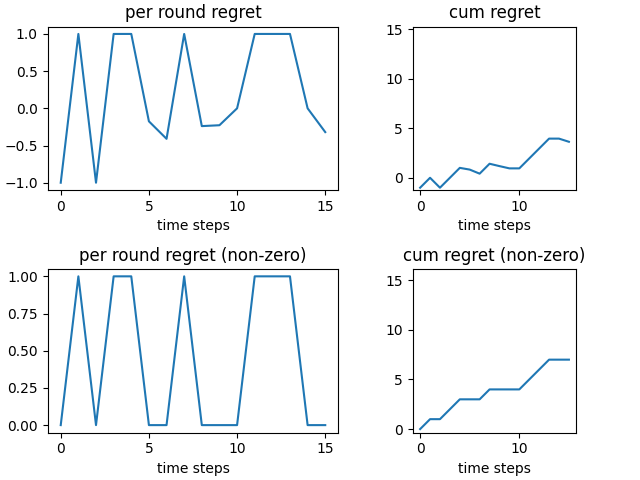 per round regret
1.0
0.5
0.0
−0.5
−1.0
0 5 10 15
time steps
cum regret
15
10
5
0
0 10
time steps
per round regret (non-zero)
1.00
0.75
0.50
0.25
0.00
0 5 10 15
time steps
cum regret (non-zero)
15
10
5
0
0 10
time steps